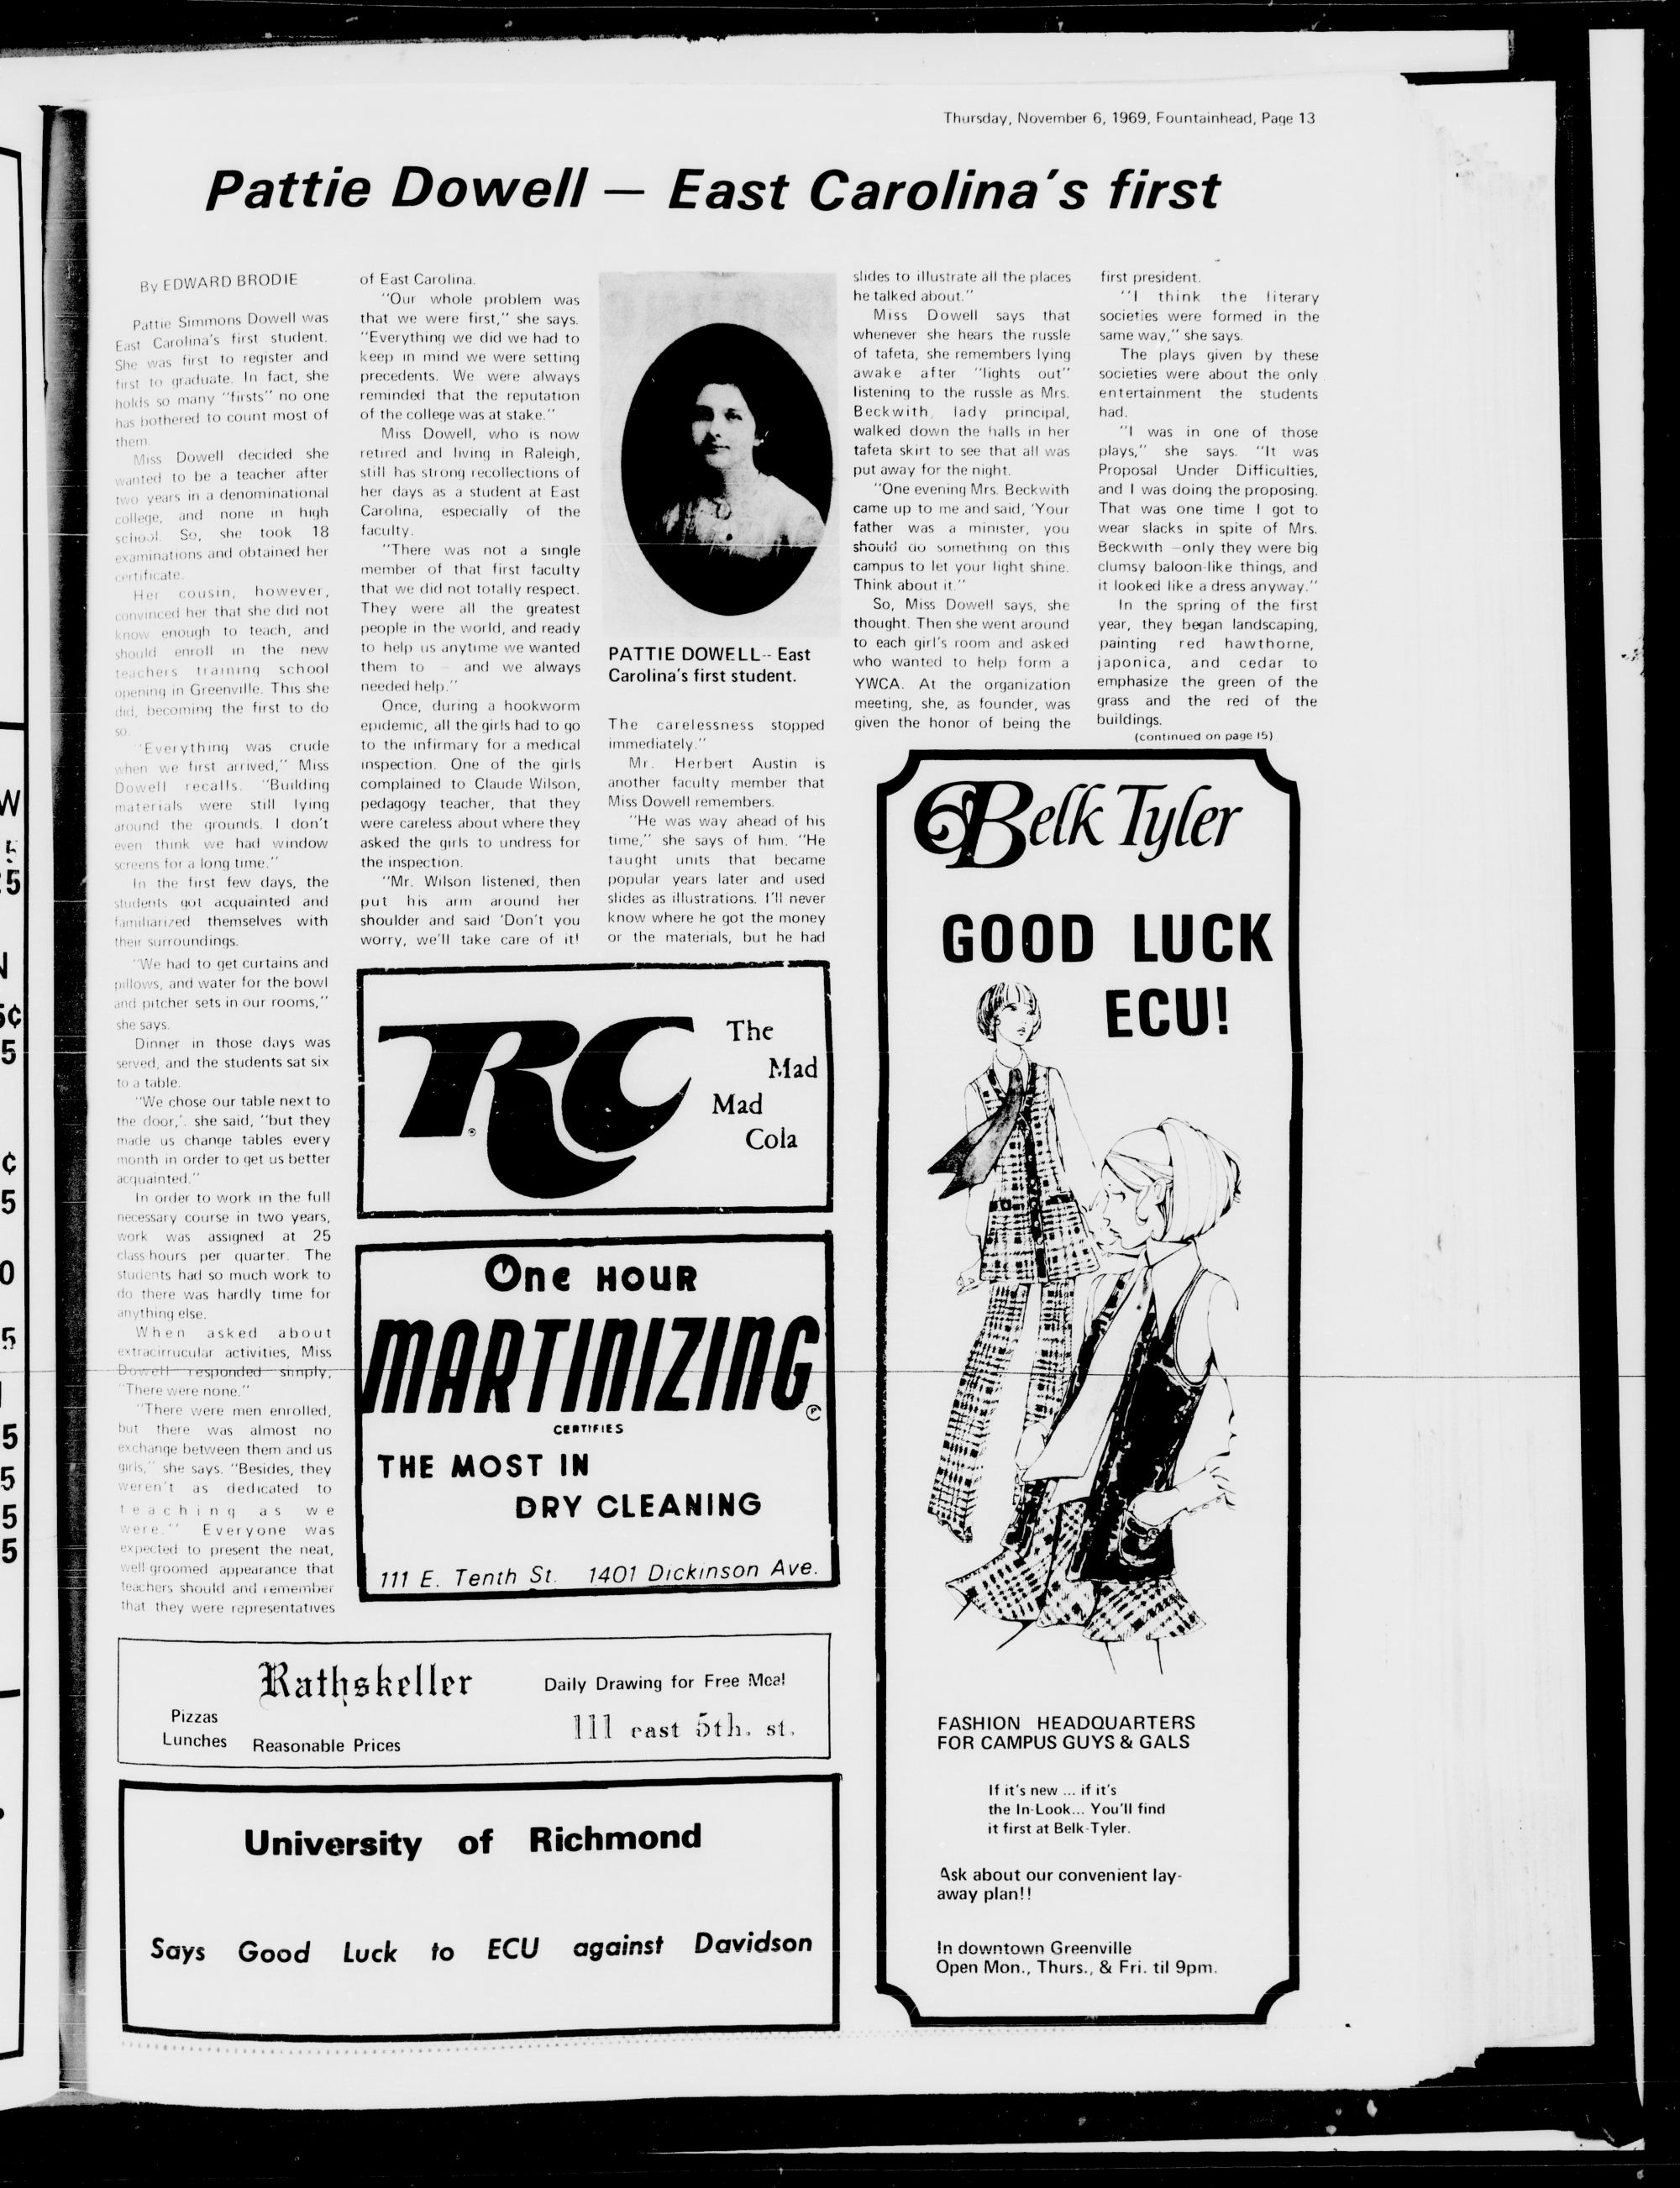 Thursday, November 6, 1969, Fountainhead, Page 13
Pattie Dowell — East Carolina's first
By EDWARD BRODIE
Pattie Simmons Dowell was
East Carolina's first student.
She was first to register and
first to graduate. In fact, she
holds so many "firsts" no one
has bothered to count most of
them.
Miss Dowell decided she
wanted to be a teacher after
two years in a denominational
college, and none in high
school. So, she took 18
examinations and obtained her
certificate.
Her cousin, however,
convinced her that she did not
know enough to teach, and
should enroll in the new
teachers training school
opening in Greenville. This she
did, becoming the first to do
so.
"Everything was crude
when we first arrived," Miss
Dowell recalls. "Building
materials were still lying
around the grounds. I don't
even think we had window
screens for a long time."
In the first few days, the
students got acquainted and
familiarized themselves with
their surroundings.
"We had to get curtains and
pillows, and water for the bowl
and pitcher sets in our rooms,"
she says.
Dinner in those days was
served, and the students sat six
to a table.
"We chose our table next to
the door,'. she said, "but they
made us change tables every
month in order to get us better
acquainted."
In order to work in the full
necessary course in two years,
work was assigned at 25
class hours per quarter. The
students had so much work to
do there was hardly time for
anything else.
When asked about
extracirrucular activities, Miss
Dowell responded simply,
"There were none."
"There were men enrolled,
but there was almost no
exchange between them and us
girls," she says. "Besides, they
weren't as dedicated to
teaching as we
were." Everyone was
expected to present the neat,
well groomed appearance that
teachers should and remember
that they were representatives
of East Carolina.
"Our whole problem was
that we were first," she says.
"Everything we did we had to
keep in mind we were setting
precedents. We were always
reminded that the reputation
of the college was at stake."
Miss Dowell, who is now
retired and living in Raleigh,
still has strong recollections of
her days as a student at East
Carolina, especially of the
faculty.
"There was not a single
member of that first faculty
that we did not totally respect.
They were all the greatest
people in the world, and ready
to help us anytime we wanted
them to – and we always
needed help."
Once, during a hookworm
epidemic, all the girls had to go
to the infirmary for a medical
inspection. One of the girls
complained to Claude Wilson,
pedagogy teacher, that they
were careless about where they
asked the girls to undress for
the inspection.
"Mr. Wilson listened, then
put his arm around her
shoulder and said 'Don't you
worry, we'll take care of it!
PATTIE DOWELL-- East
Carolina's first student.
The carelessness stopped
immediately."
Mr. Herbert Austin is
another faculty member that
Miss Dowell remembers.
"He was way ahead of his
time," she says of him. "He
taught units that became
popular years later and used
slides as illustrations. I'll never
know where he got the money
or the materials, but he had
slides to illustrate all the places
he talked about."
Miss Dowell says that
whenever she hears the russle
of tafeta, she remembers lying
awake after "lights out"
listening to the russle as Mrs.
Beckwith, lady principal,
walked down the halls in her
tafeta skirt to see that all was
put away for the night.
"One evening Mrs. Beckwith
came up to me and said, 'Your
father was a minister, you
should do something on this
campus to let your light shine.
Think about it."
So, Miss Dowell says, she
thought. Then she went around
to each girl's room and asked
who wanted to help form a
YWCA. At the organization
meeting, she, as founder, was
given the honor of being the
first president.
"I think the literary
societies were formed in the
same way," she says.
The plays given by these
societies were about the only
entertainment the students
had.
"I was in one of those
plays," she says. "It was
Proposal Under Difficulties,
and I was doing the proposing.
That was one time I got to
wear slacks in spite of Mrs.
Beckwith —only they were big
clumsy baloon-like things, and
it looked like a dress anyway."
In the spring of the first
year, they began landscaping,
painting red hawthorne,
japonica, and cedar to
emphasize the green of the
grass and the red of the
buildings.
(continued on page 15)
RC
The
Mad
Mad
Cola
One HOUR
MARTINIZING
CERTIFIES
THE MOST IN
DRY CLEANING
111 E. Tenth St. 1401 Dickinson Ave.
Rathskeller
Pizzas
Lunches
Reasonable Prices
Daily Drawing for Free Meal
111 east 5th. st.
University of Richmond
Says Good Luck to ECU against Davidson
Belk Tyler
GOOD LUCK
ECU!
FASHION HEADQUARTERS
FOR CAMPUS GUYS & GALS
If it's new ... if it's
the In-Look... You'll find
it first at Belk-Tyler.
Ask about our convenient lay-
away plan!!
In downtown Greenville
Open Mon., Thurs., & Fri. til 9pm.